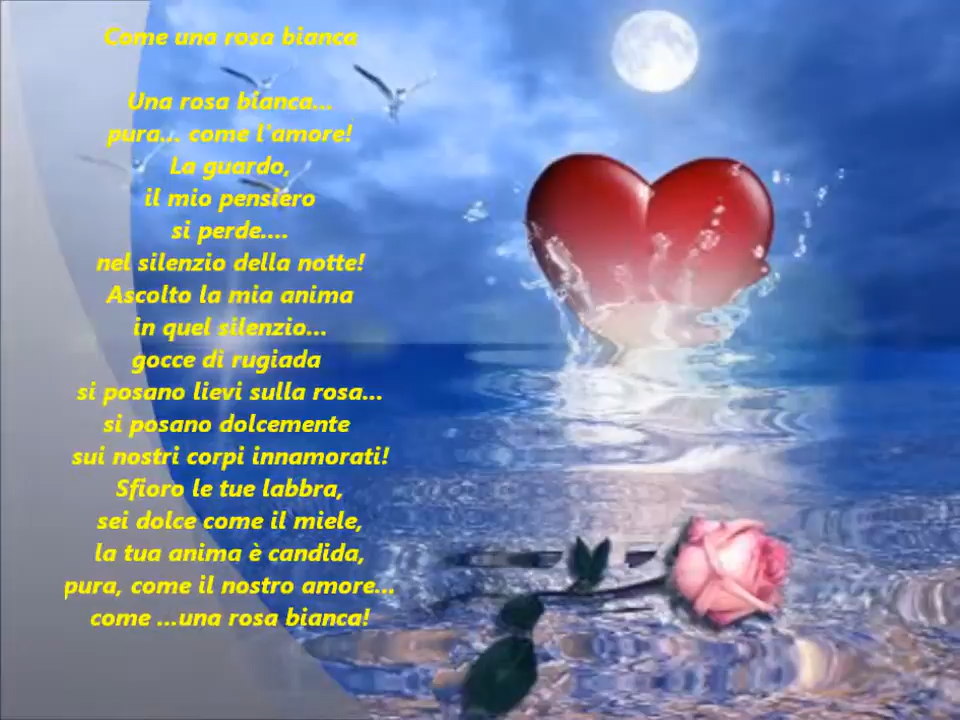 Come una rosa bianca
Una rosa bianca...
pura... come l'amore!
La guardo,
il mio pensiero
si perde....
nel silenzio della notte!
Ascolto la mia anima
in quel silenzio...
gocce di rugiada
si posano lievi sulla rosa...
si posano dolcemente
sui nostri corpi innamorati!
Sfioro le tue labbra,
sei dolce come il miele,
la tua anima è candida,
pura, come il nostro amore...
come ...una rosa bianca!